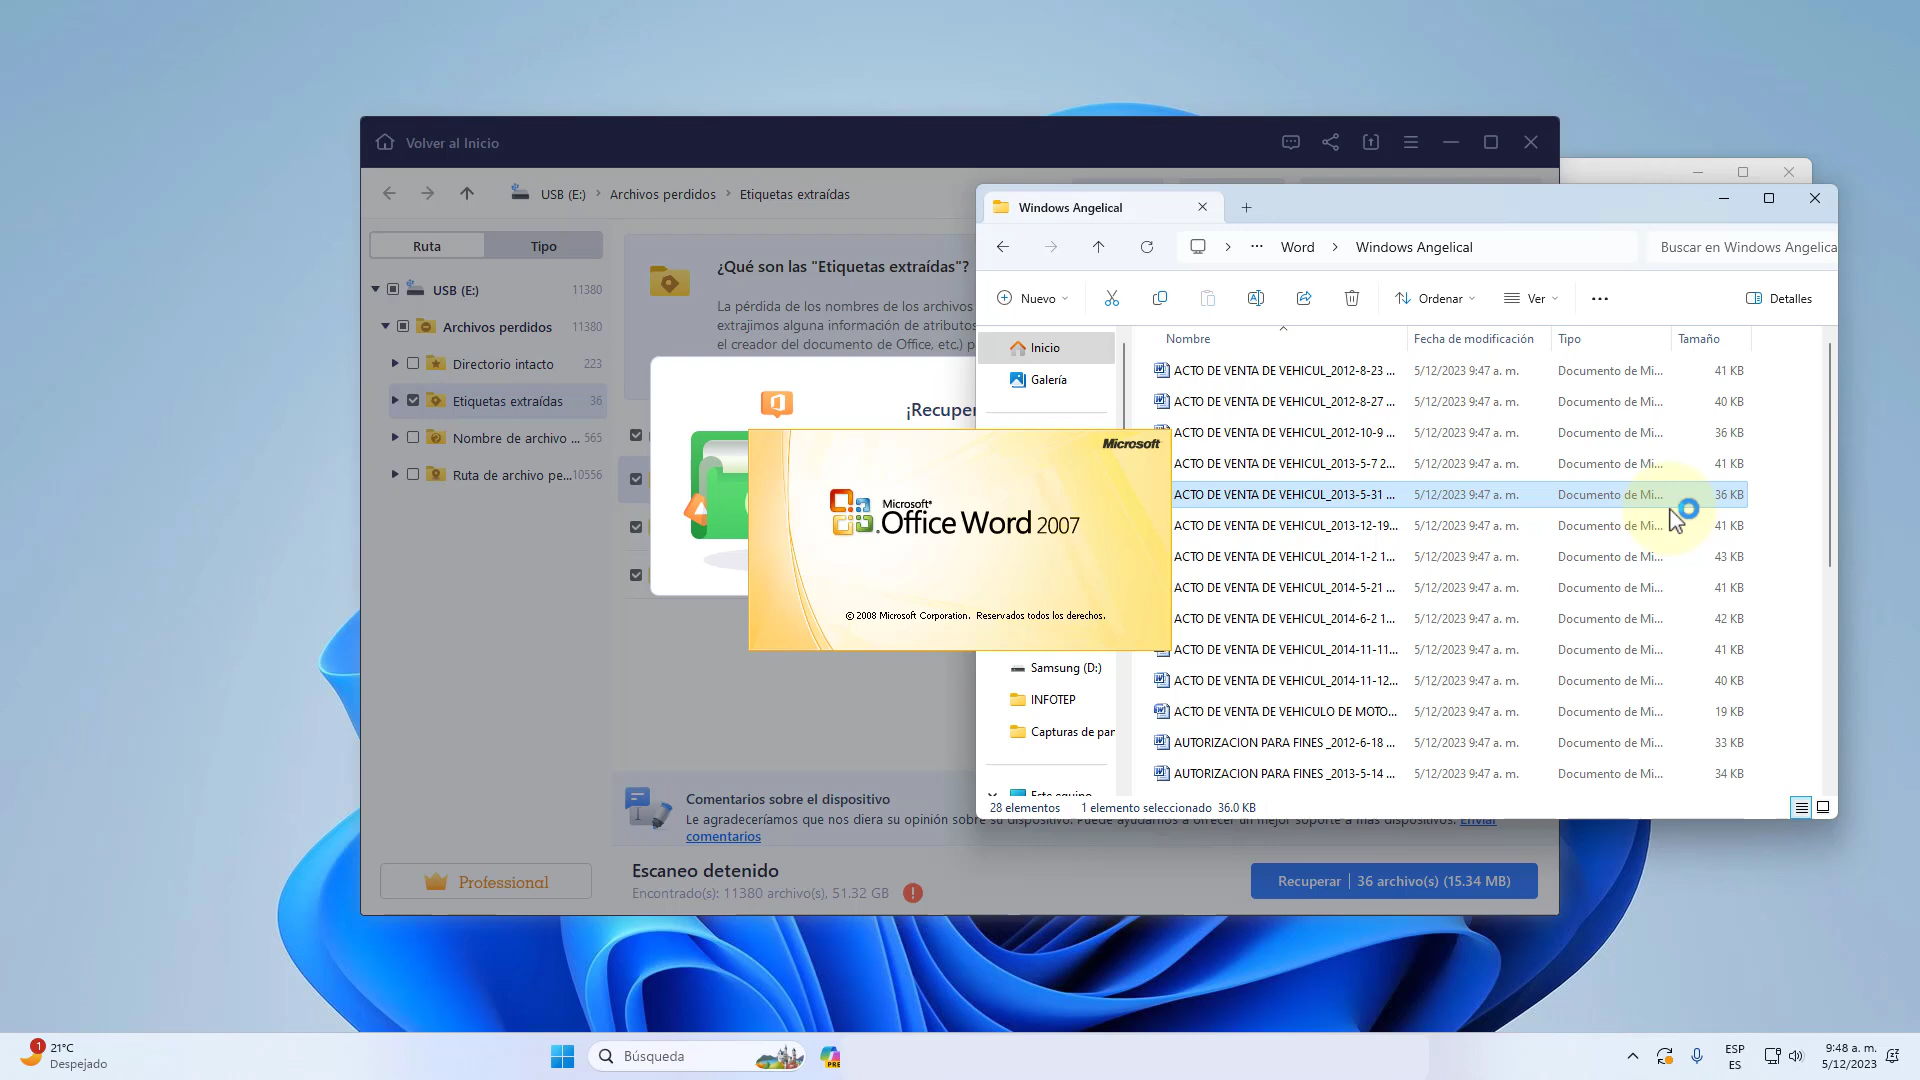 Volver al Inicio
USB (E:) > Archivos perdidos > Etiquetas extraídas
Ruta
Tipo
USB (E:) 11380
Archivos perdidos 11380
Directorio intacto 223
Etiquetas extraídas 36
Nombre de archivo ... 565
Ruta de archivo pe... 10556
¿Qué son las "Etiquetas extraídas"?
La pérdida de los nombres de los archivos
extrajimos alguna información de atributos
el creador del documento de Office, etc.) p
¡Recuper
Microsoft
Microsoft®
Office Word 2007
© 2008 Microsoft Corporation. Reservados todos los derechos.
Comentarios sobre el dispositivo
Le agradeceríamos que nos diera su opinión sobre su dispositivo. Puede ayudarnos a ofrecer un mejor soporte a más dispositivos. Enviar
comentarios
Professional
Escaneo detenido
Encontrado(s): 11380 archivo(s), 51.32 GB
Recuperar | 36 archivo(s) (15.34 MB)
Windows Angelical
Word > Windows Angelical
Buscar en Windows Angelica
Nuevo
Ordenar
Ver
Detalles
Inicio
Galería
Samsung (D:)
INFOTEP
Capturas de pan
Este equipo
Nombre Fecha de modificación Tipo Tamaño
ACTO DE VENTA DE VEHICUL_2012-8-23 ... 5/12/2023 9:47 a. m. Documento de Mi... 41 KB
ACTO DE VENTA DE VEHICUL_2012-8-27 ... 5/12/2023 9:47 a. m. Documento de Mi... 40 KB
ACTO DE VENTA DE VEHICUL_2012-10-9 ... 5/12/2023 9:47 a. m. Documento de Mi... 36 KB
ACTO DE VENTA DE VEHICUL_2013-5-7 2... 5/12/2023 9:47 a. m. Documento de Mi... 41 KB
ACTO DE VENTA DE VEHICUL_2013-5-31 ... 5/12/2023 9:47 a. m. Documento de Mi... 36 KB
ACTO DE VENTA DE VEHICUL_2013-12-19... 5/12/2023 9:47 a. m. Documento de Mi... 41 KB
ACTO DE VENTA DE VEHICUL_2014-1-2 1... 5/12/2023 9:47 a. m. Documento de Mi... 43 KB
ACTO DE VENTA DE VEHICUL_2014-5-21 ... 5/12/2023 9:47 a. m. Documento de Mi... 41 KB
ACTO DE VENTA DE VEHICUL_2014-6-2 1... 5/12/2023 9:47 a. m. Documento de Mi... 42 KB
ACTO DE VENTA DE VEHICUL_2014-11-11... 5/12/2023 9:47 a. m. Documento de Mi... 41 KB
ACTO DE VENTA DE VEHICUL_2014-11-12... 5/12/2023 9:47 a. m. Documento de Mi... 40 KB
ACTO DE VENTA DE VEHICULO DE MOTO... 5/12/2023 9:47 a. m. Documento de Mi... 19 KB
AUTORIZACION PARA FINES _2012-6-18 ... 5/12/2023 9:47 a. m. Documento de Mi... 33 KB
AUTORIZACION PARA FINES _2013-5-14 ... 5/12/2023 9:47 a. m. Documento de Mi... 34 KB
28 elementos 1 elemento seleccionado 36.0 KB
1
21°C
Despejado
Búsqueda
PRE
ESP
ES
9:48 a. m.
5/12/2023